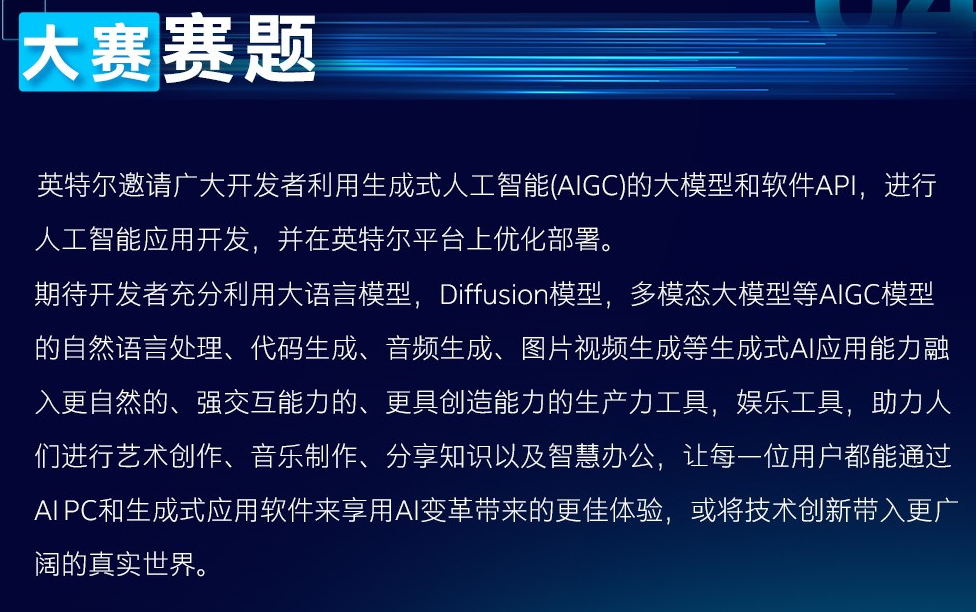 04
大赛赛题
英特尔邀请广大开发者利用生成式人工智能(AIGC)的大模型和软件API，进行
人工智能应用开发，并在英特尔平台上优化部署。
期待开发者充分利用大语言模型，Diffusion模型，多模态大模型等AIGC模型
的自然语言处理、代码生成、音频生成、图片视频生成等生成式AI应用能力融
入更自然的、强交互能力的、更具创造能力的生产力工具，娱乐工具，助力人
们进行艺术创作、音乐制作、分享知识以及智慧办公，让每一位用户都能通过
AI PC和生成式应用软件来享用AI变革带来的更佳体验，或将技术创新带入更广
阔的真实世界。